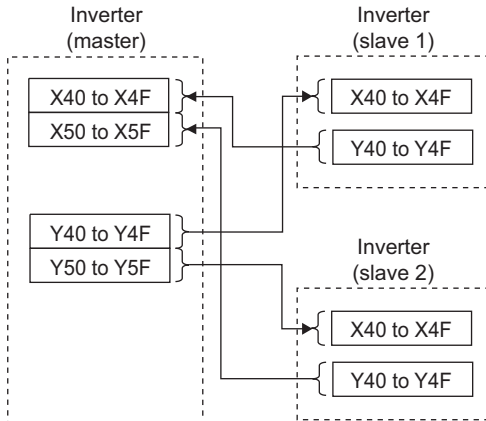 Inverter
(master)
X40 to X4F
X50 to X5F
Y40 to Y4F
Y50 to Y5F
Inverter
(slave 1)
X40 to X4F
Y40 to Y4F
Inverter
(slave 2)
X40 to X4F
Y40 to Y4F